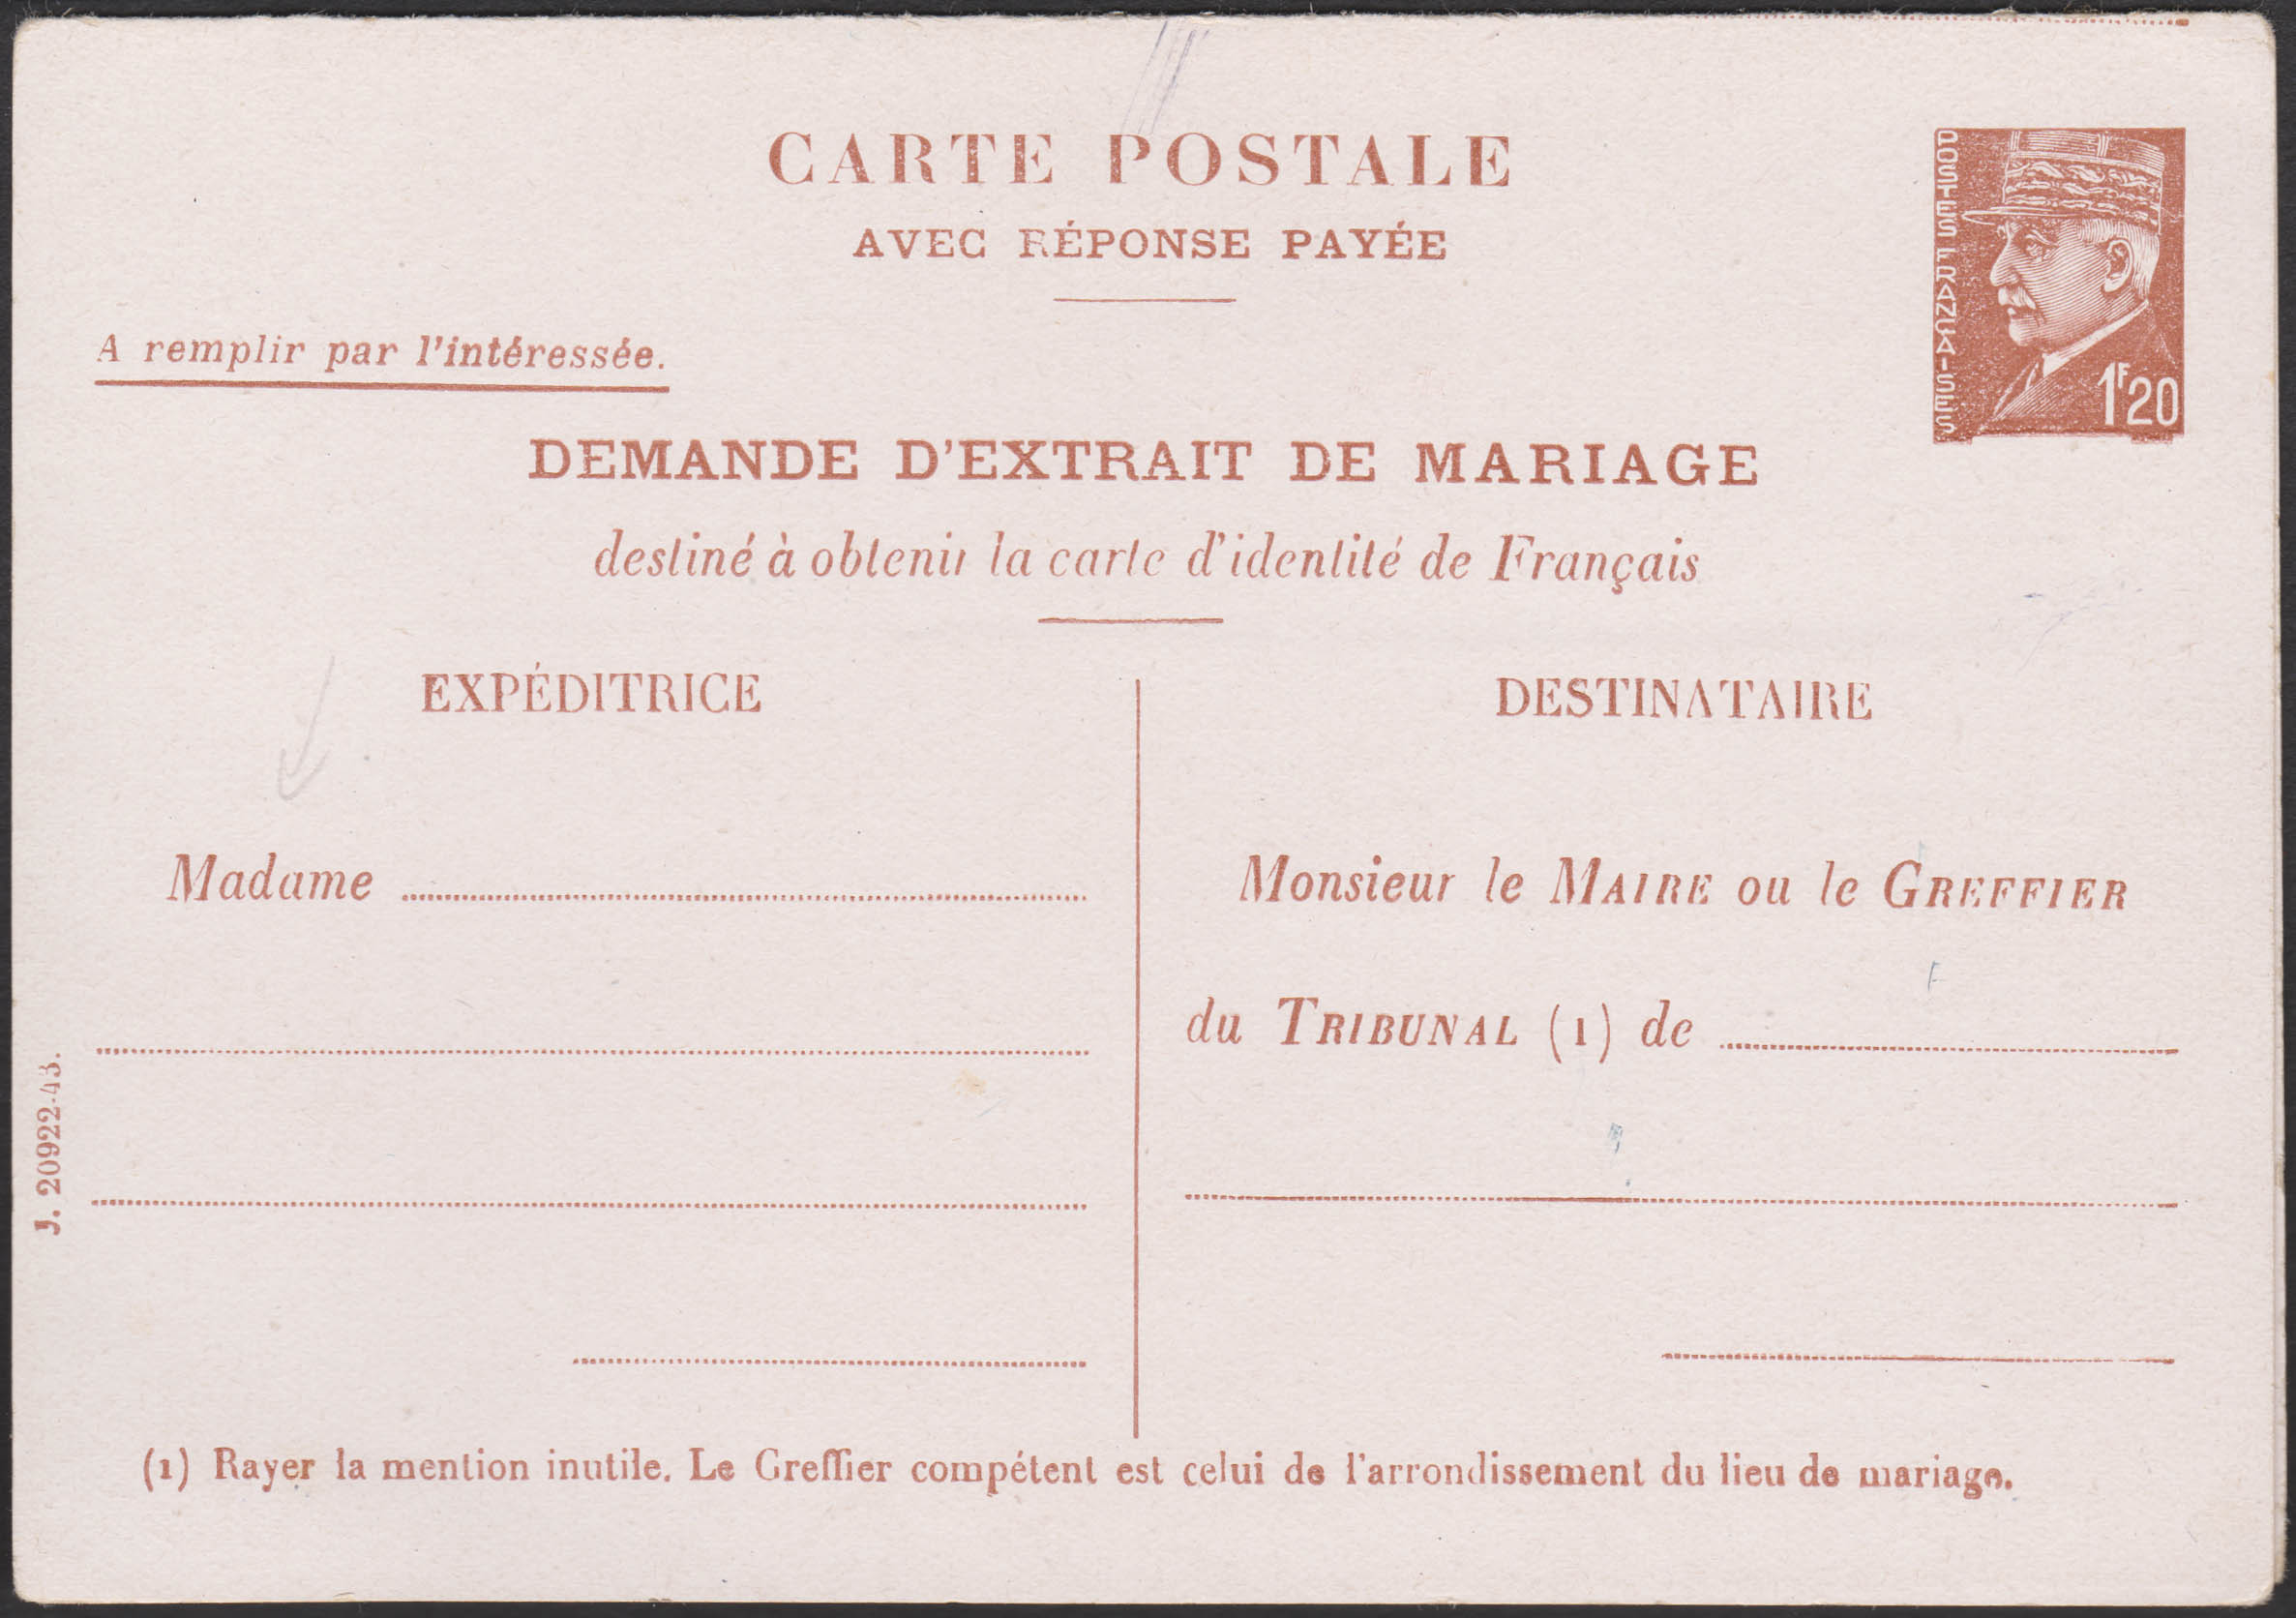 CARTE POSTALE
AVEC RÉPONSE PAYÉE
POSTES FRANÇAISES
1F20
A remplir par l'intéressée.
DEMANDE D'EXTRAIT DE MARIAGE
destiné à obtenir la carte d'identité de Français
EXPÉDITRICE
Madame
DESTINATAIRE
Monsieur le MAIRE ou le GREFFIER
du TRIBUNAL (1) de
J. 20922-43.
(1) Rayer la mention inutile. Le Greffier compétent est celui de l'arrondissement du lieu de mariage.